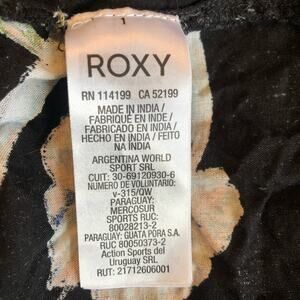 1
ROXY
RN 114199 CA 52199
MADE IN INDIA /
FABRIQUÉ EN INDE /
FABRICADO EN INDIA /
HECHO EN INDIA / FEITO
NA ÍNDIA
ARGENTINA WORLD
SPORT SRL
CUIT: 30-69120930-6
NUMERO DE VOLUNTARIO:
v-315/QW
PARAGUAY:
MERCOSUR
SPORTS RUC:
80028213-2
PARAGUAY: GUATA PORA S.A.
RUC 80050373-2
Action Sports del
Uruguay SRL
RUT: 21712606001